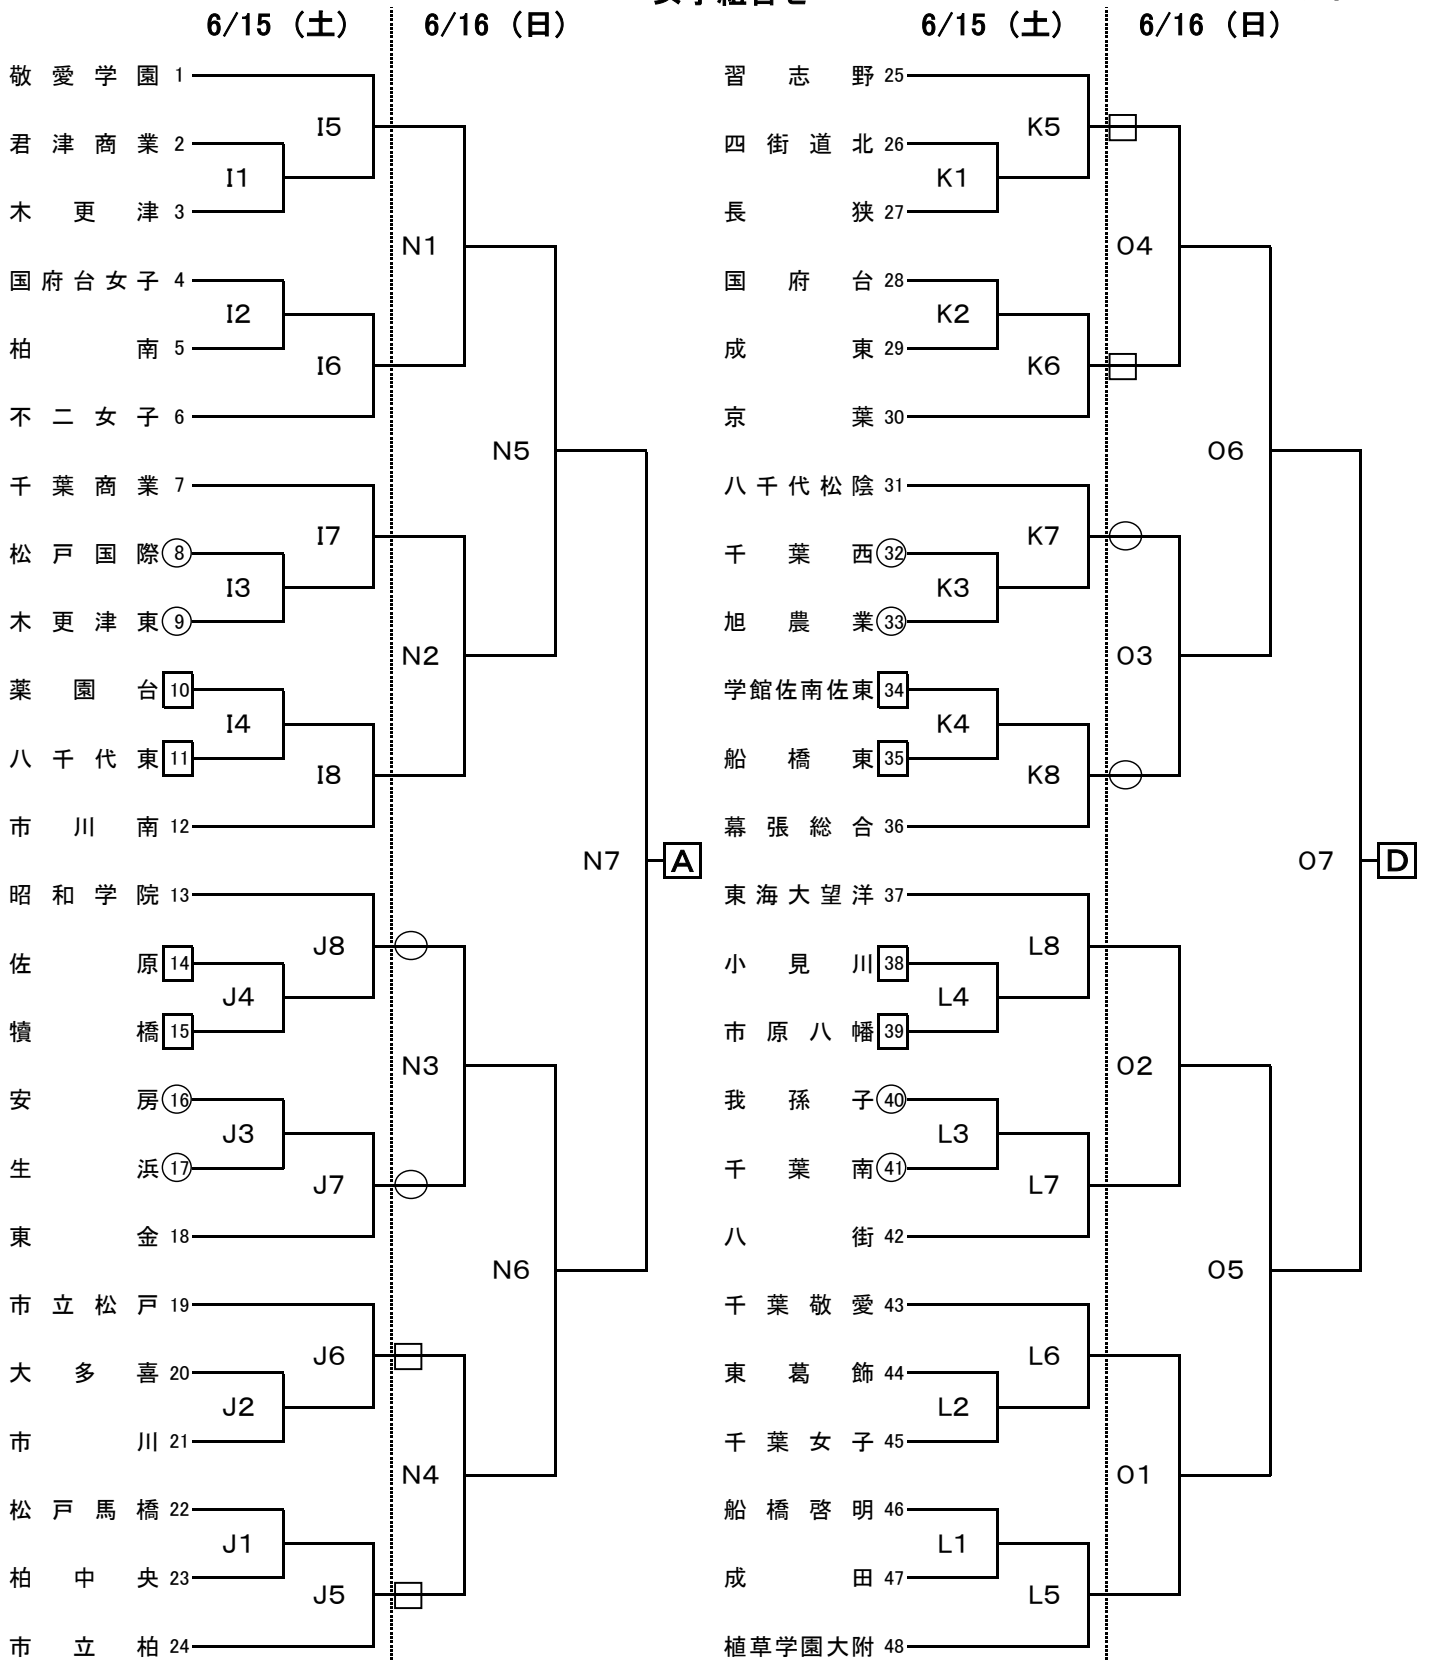 6/15（土） 6/16（日） 6/15（土） 6/16（日）
敬愛学園 1
I5
君津商業 2
I1
木更津 3
N1
国府台女子 4
I2
柏南 5
I6
不二女子 6
N5
千葉商業 7
I7
松戸国際 8
I3
木更津東 9
N2
薬園台 10
I4
八千代東 11
I8
市川南 12
N7 A
昭和学院 13
J8
佐原 14
J4
犢橋 15
N3
安房 16
J3
生浜 17
J7
東金 18
N6
市立松戸 19
J6
大多喜 20
J2
市川 21
N4
松戸馬橋 22
J1
柏中央 23
J5
市立柏 24
習志野 25
K5
四街道北 26
K1
長狭 27
O4
国府台 28
K2
成東 29
K6
京葉 30
O6
八千代松陰 31
K7
千葉西 32
K3
旭農業 33
O3
学館佐南佐東 34
K4
船橋東 35
K8
幕張総合 36
O7 D
東海大望洋 37
L8
小見川 38
L4
市原八幡 39
O2
我孫子 40
L3
千葉南 41
L7
八街 42
O5
千葉敬愛 43
L6
東葛飾 44
L2
千葉女子 45
O1
船橋啓明 46
L1
成田 47
L5
植草学園大附 48